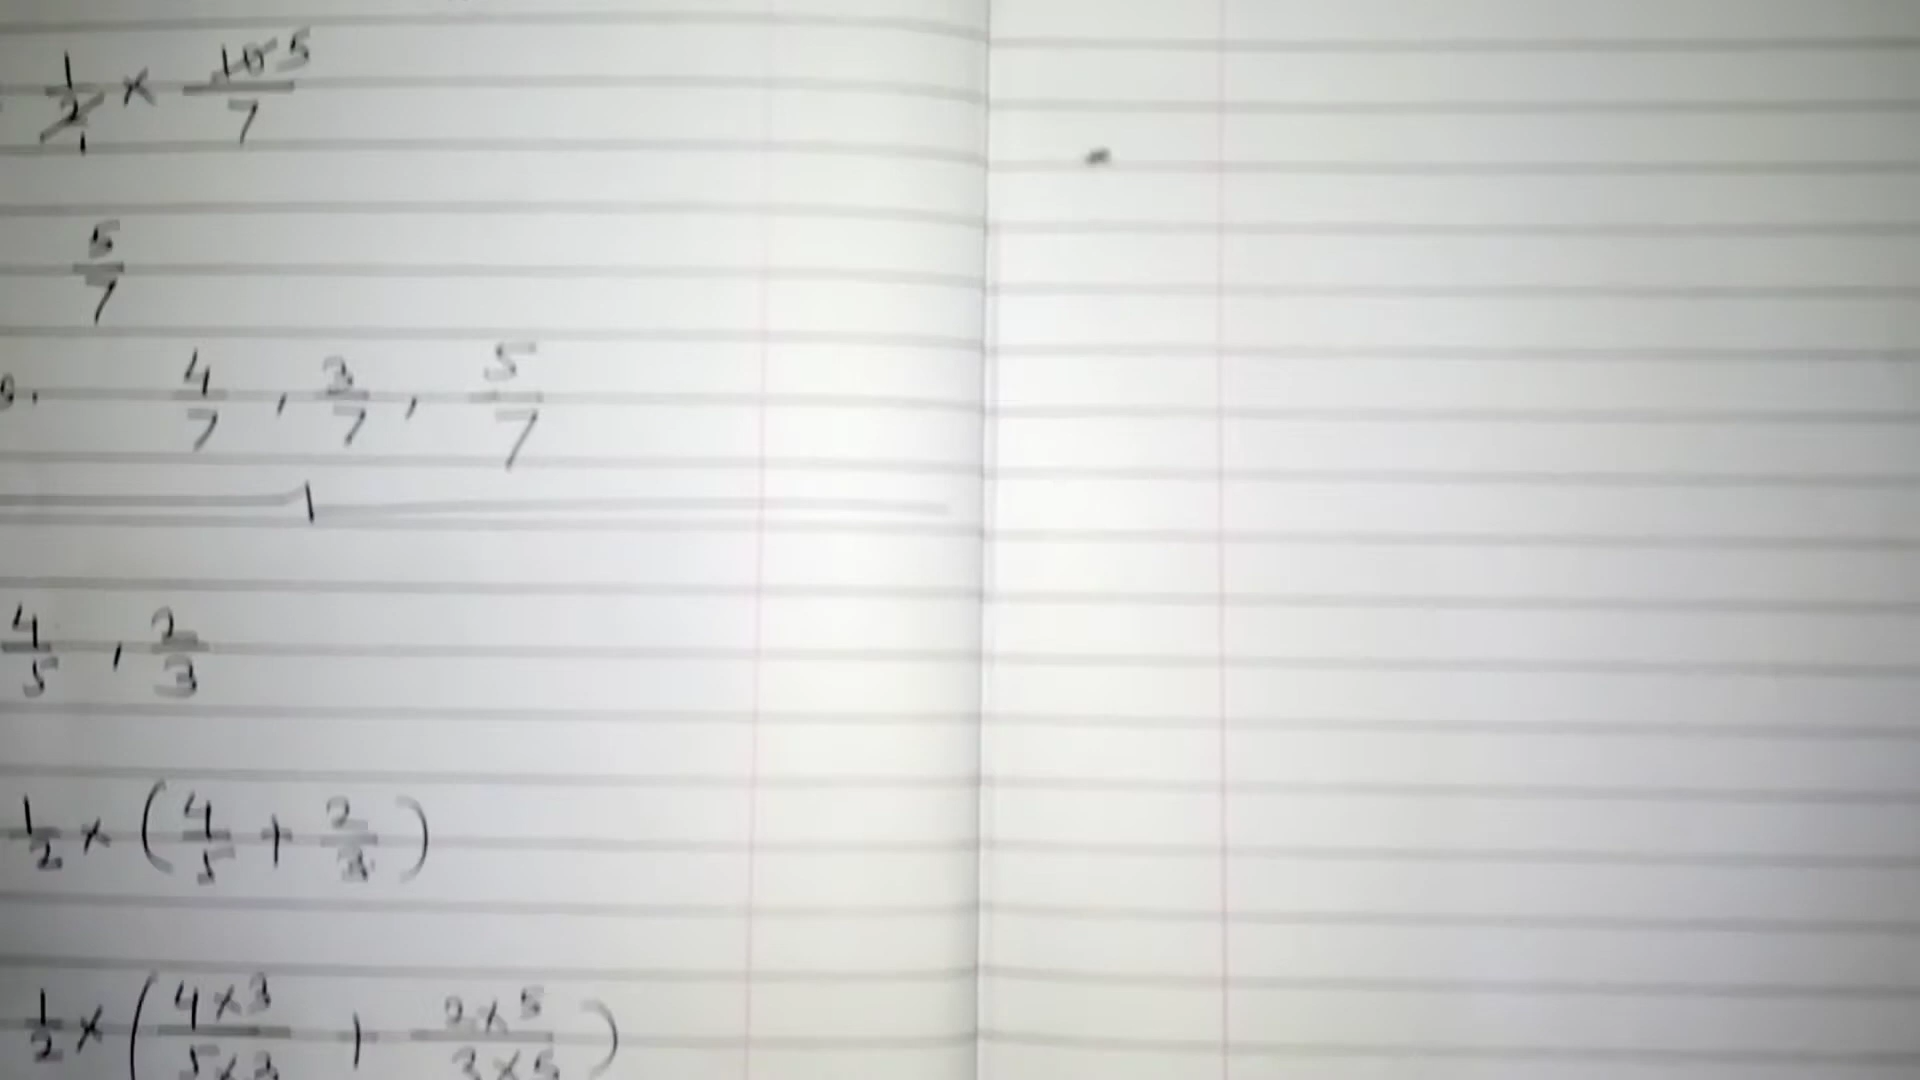 1/2 1 × 10 5/7
5/7
4/7 , 3/7 , 5/7
4/5 , 2/3
1/2 × (4/5 + 2/3)
1/2 × (4×3/5×3 + 2×5/3×5)